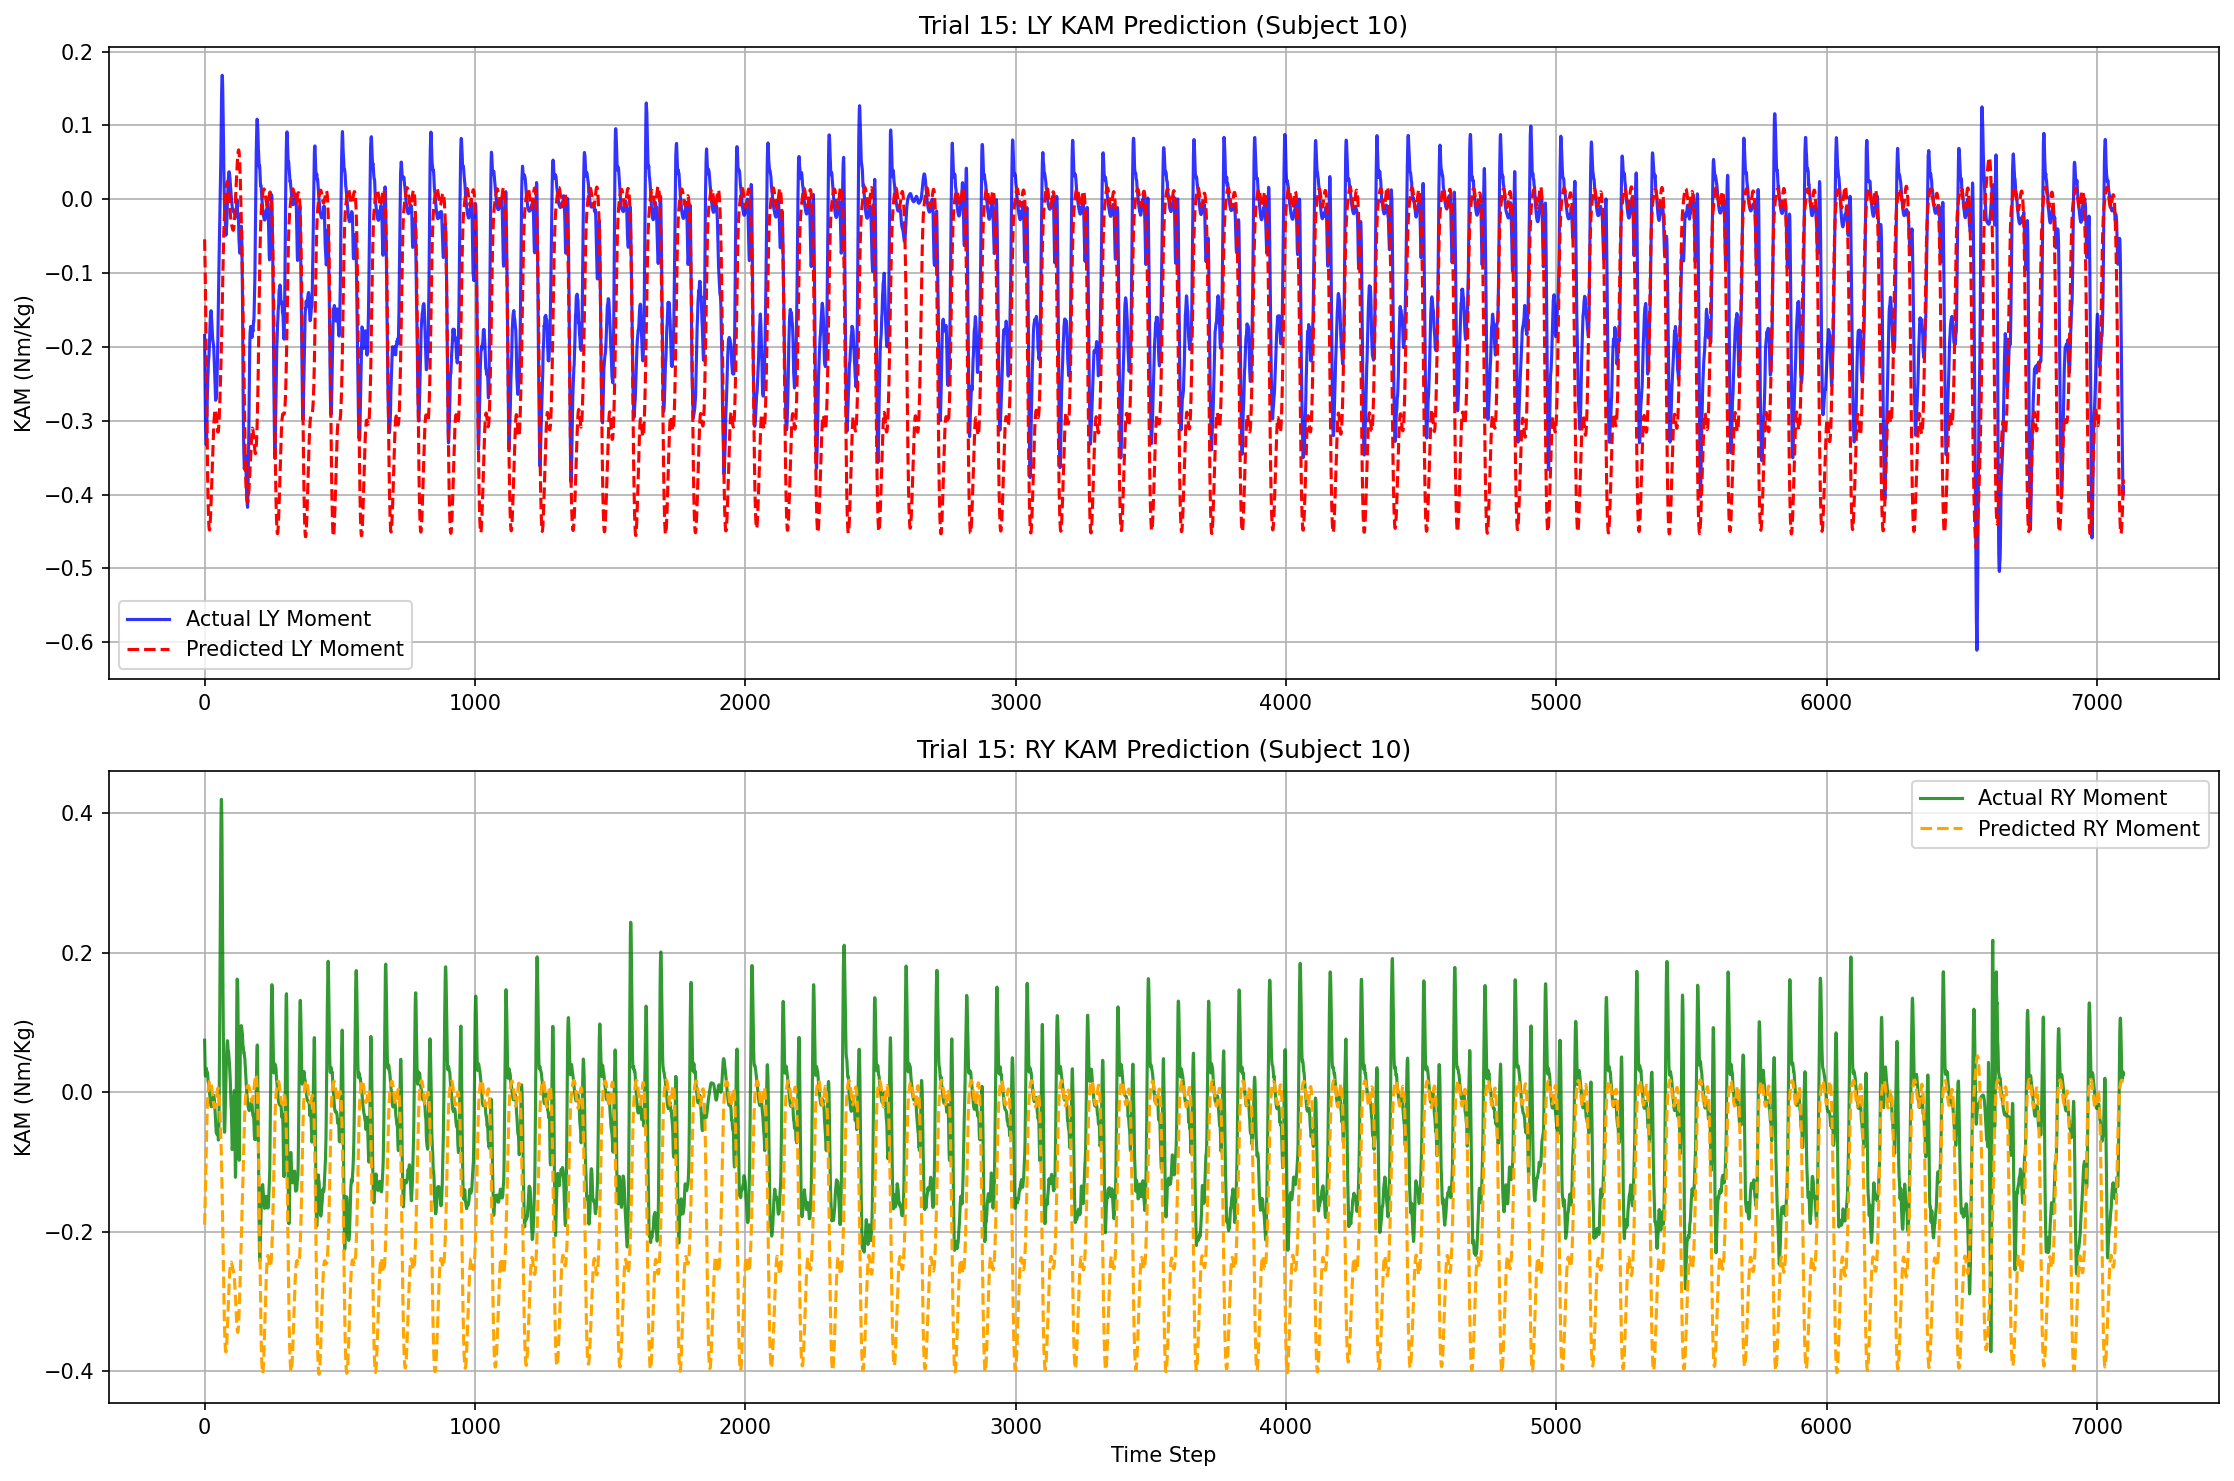 Trial 15: LY KAM Prediction (Subject 10)
0.2
0.1
0.0
−0.1
−0.2
−0.3
−0.4
−0.5
−0.6
KAM (Nm/Kg)
Actual LY Moment
Predicted LY Moment
0 1000 2000 3000 4000 5000 6000 7000
Trial 15: RY KAM Prediction (Subject 10)
0.4
0.2
0.0
−0.2
−0.4
KAM (Nm/Kg)
Actual RY Moment
Predicted RY Moment
0 1000 2000 3000 4000 5000 6000 7000
Time Step